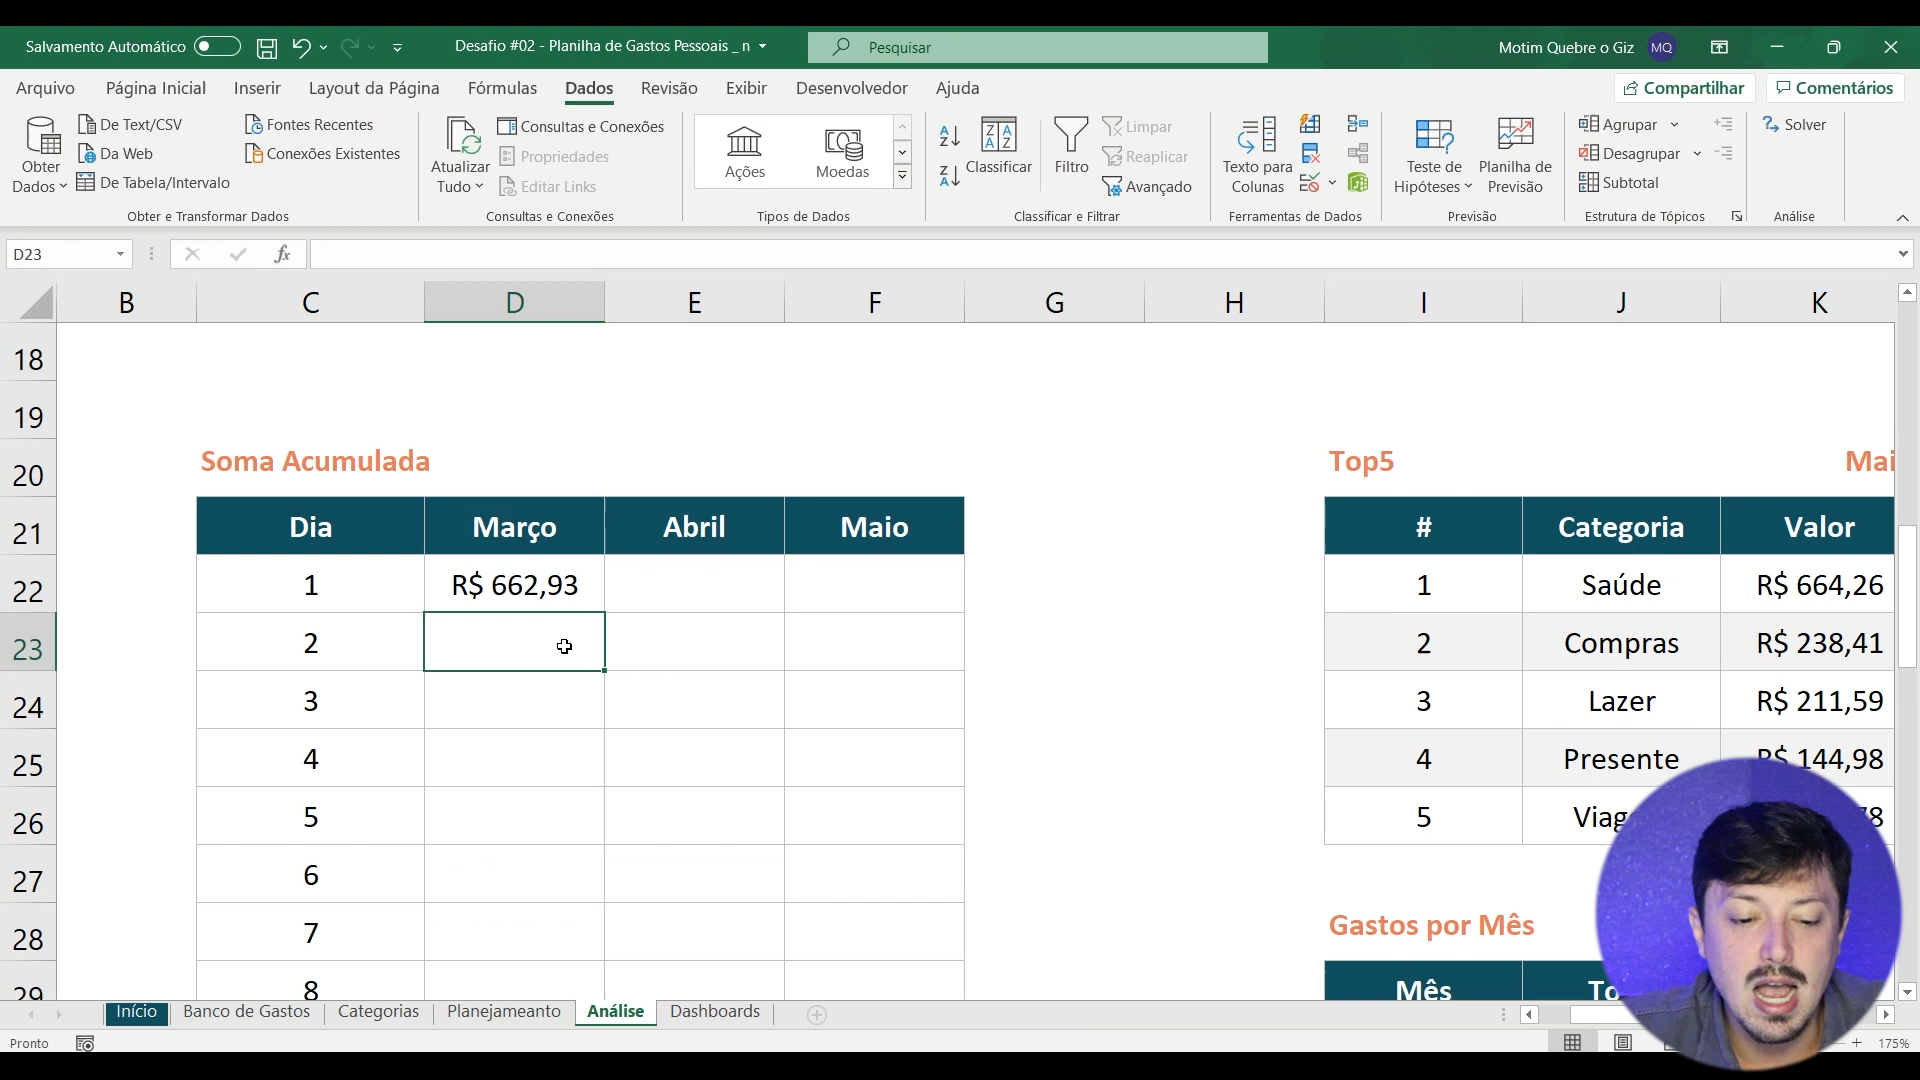 Salvamento Automático
Desafio #02 - Planilha de Gastos Pessoais _ n
Pesquisar
Motim Quebre o Giz
MQ
Arquivo
Página Inicial
Inserir
Layout da Página
Fórmulas
Dados
Revisão
Exibir
Desenvolvedor
Ajuda
Compartilhar
Comentários
Obter Dados
De Text/CSV
Da Web
De Tabela/Intervalo
Fontes Recentes
Conexões Existentes
Obter e Transformar Dados
Atualizar Tudo
Consultas e Conexões
Propriedades
Editar Links
Consultas e Conexões
Ações
Moedas
Tipos de Dados
Classificar
Filtro
Limpar
Reaplicar
Avançado
Classificar e Filtrar
Texto para Colunas
Ferramentas de Dados
Teste de Hipóteses
Planilha de Previsão
Previsão
Agrupar
Desagrupar
Subtotal
Estrutura de Tópicos
Solver
Análise
D23
fx
B C D E F G H I J K
18
19
20 Soma Acumulada Top5 Mai
21 Dia Março Abril Maio # Categoria Valor
22 1 R$ 662,93 1 Saúde R$ 664,26
23 2 2 Compras R$ 238,41
24 3 3 Lazer R$ 211,59
25 4 4 Presente R$ 144,98
26 5 5 Viag 78
27 6
28 7 Gastos por Mês
29 8 Mês To
Início
Banco de Gastos
Categorias
Planejameanto
Análise
Dashboards
Pronto
175%